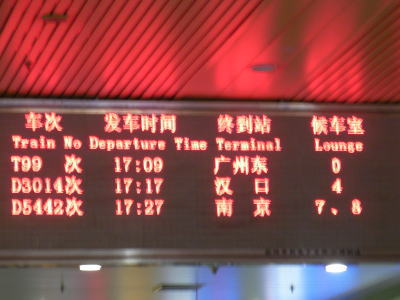 车次 发车时间 终到站 候车室
Train No Departure Time Terminal Lounge
T99 次 17:09 广州东 0
D3014次 17:17 汉 口 4
D5442次 17:27 南 京 7、8